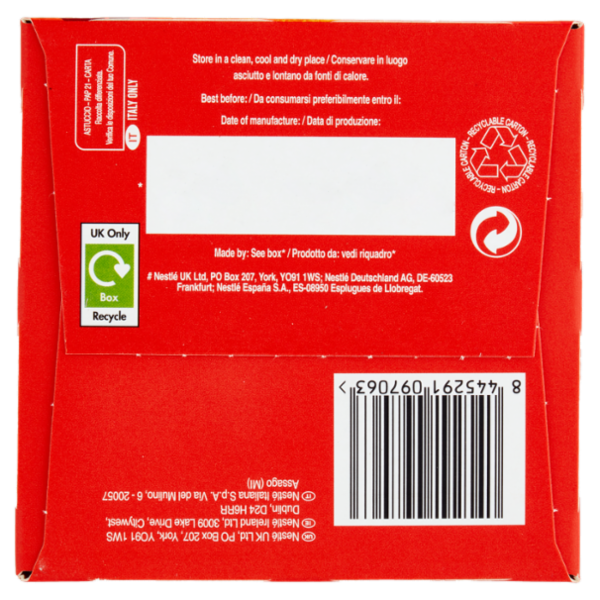 Store in a clean, cool and dry place / Conservare in luogo
asciutto e lontano da fonti di calore.
Best before: / Da consumarsi preferibilmente entro il:
Date of manufacture: / Data di produzione:
*
Made by: See box* / Prodotto da: vedi riquadro*
# Nestlé UK Ltd, PO Box 207, York, YO91 1WS; Nestlé Deutschland AG, DE-60523
Frankfurt; Nestlé España S.A., ES-08950 Esplugues de Llobregat.
ASTUCCIO - PAP 21 - CARTA
Raccolta differenziata.
Verifica le disposizioni del tuo Comune.
IT ITALY ONLY
RECYCLABLE CARTON - RECYCLABLE CARTON - RECYCLABLE CARTON -
UK Only
Box
Recycle
8 445291 097063 >
UK Nestlé UK Ltd, PO Box 207, York, YO91 1WS
IE Nestlé Ireland Ltd, 3009 Lake Drive, Citywest,
Dublin, D24 H6RR
IT Nestlé Italiana S.p.A. Via del Mulino, 6 - 20057
Assago (MI)